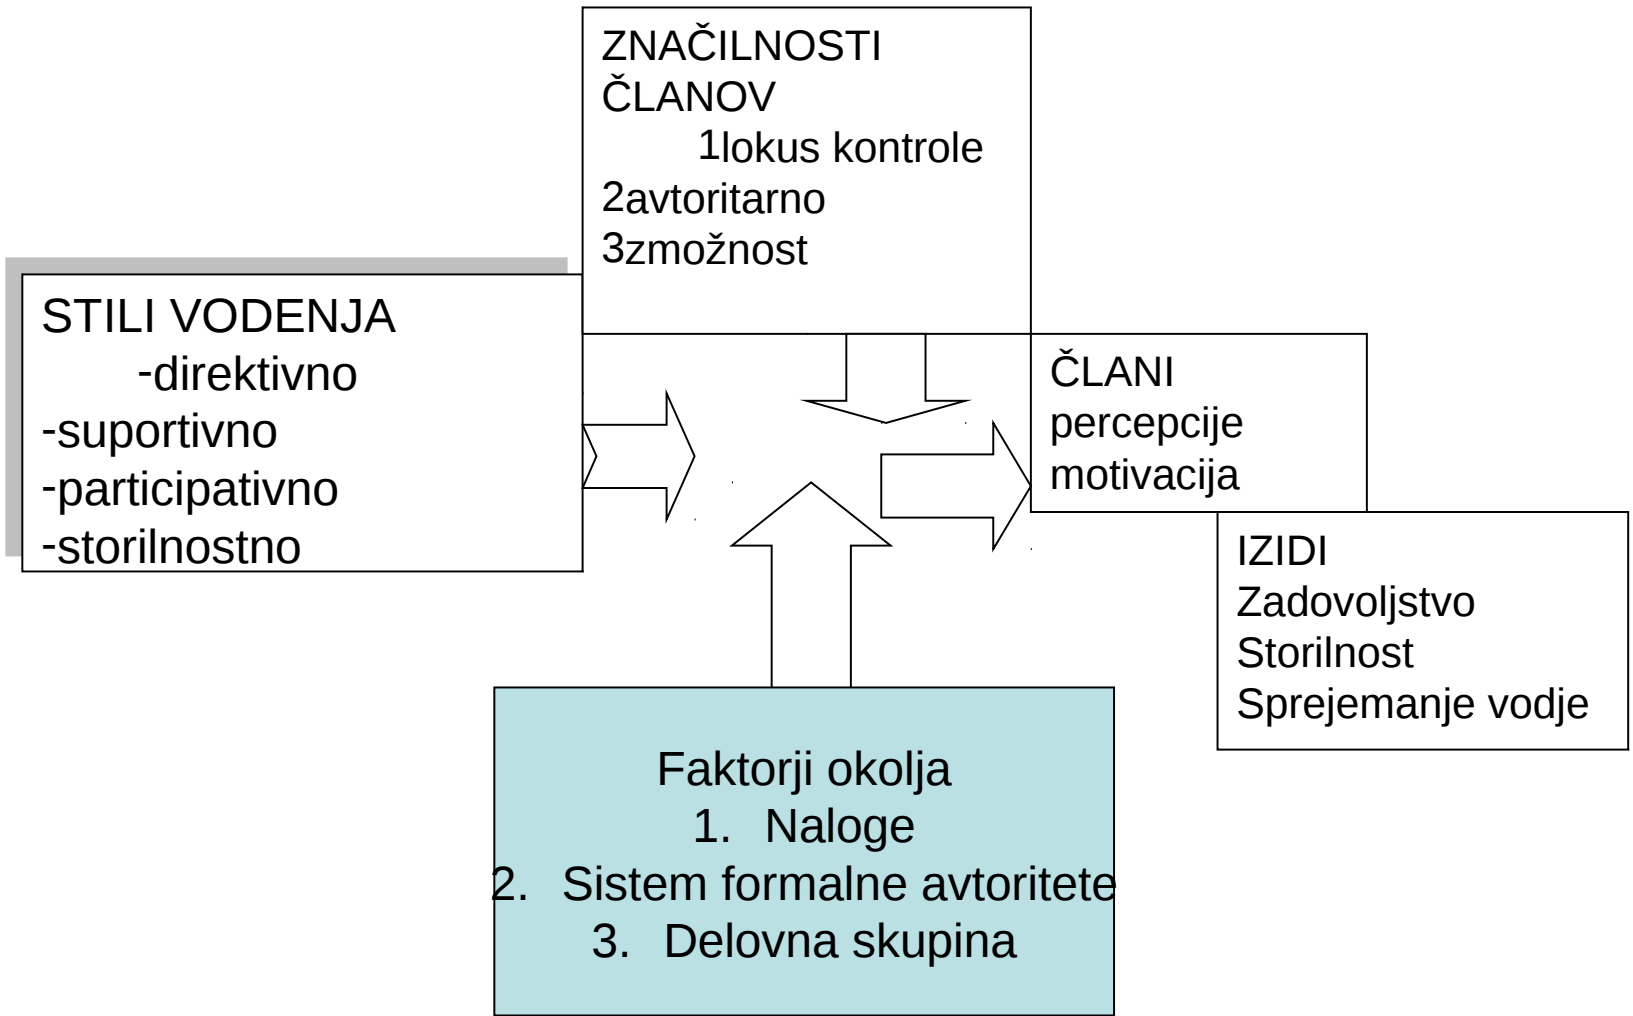 ZNAČILNOSTI
ČLANOV
1lokus kontrole
2avtoritarno
3zmožnost
STILI VODENJA
-direktivno
-suportivno
-participativno
-storilnostno
ČLANI
percepcije
motivacija
IZIDI
Zadovoljstvo
Storilnost
Sprejemanje vodje
Faktorji okolja
1. Naloge
2. Sistem formalne avtoritete
3. Delovna skupina